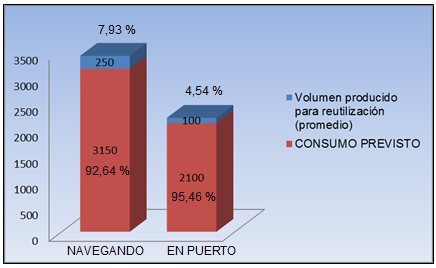 7,93 %
4,54 %
3500
3000
2500
2000
1500
1000
500
0
250
3150
92,64 %
100
2100
95,46 %
NAVEGANDO
EN PUERTO
Volumen producido
para reutilización
(promedio)
CONSUMO PREVISTO